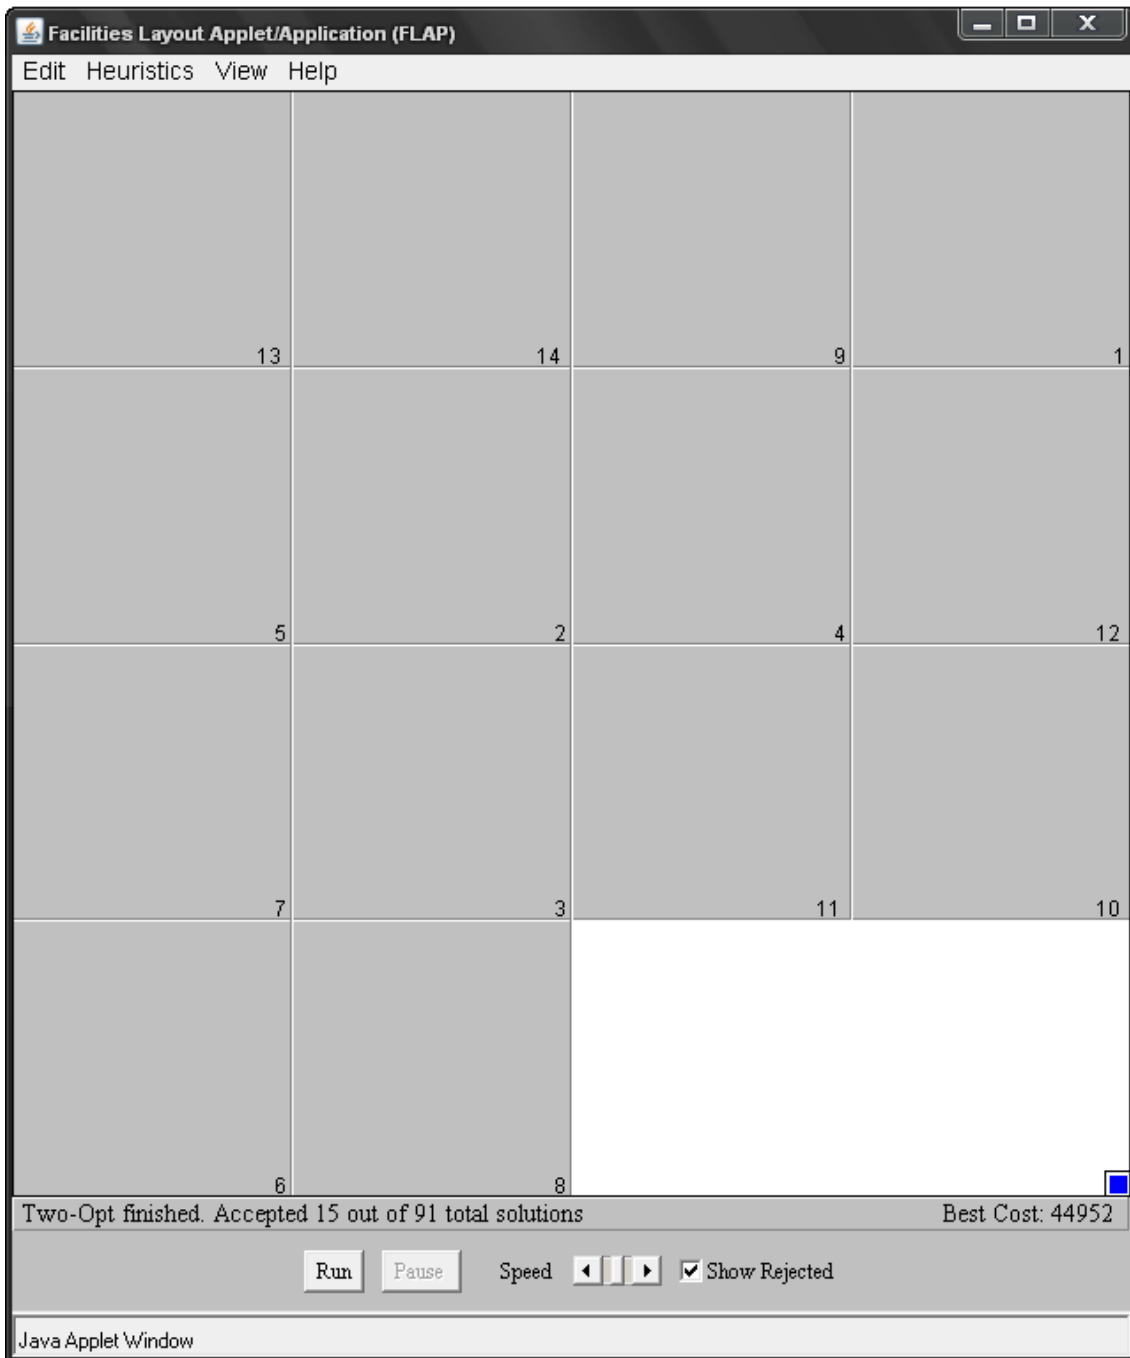 Facilities Layout Applet/Application (FLAP)
Edit Heuristics View Help
13 14 9 1
5 2 4 12
7 3 11 10
6 8
Two-Opt finished. Accepted 15 out of 91 total solutions Best Cost: 44952
Run Pause Speed Show Rejected
Java Applet Window